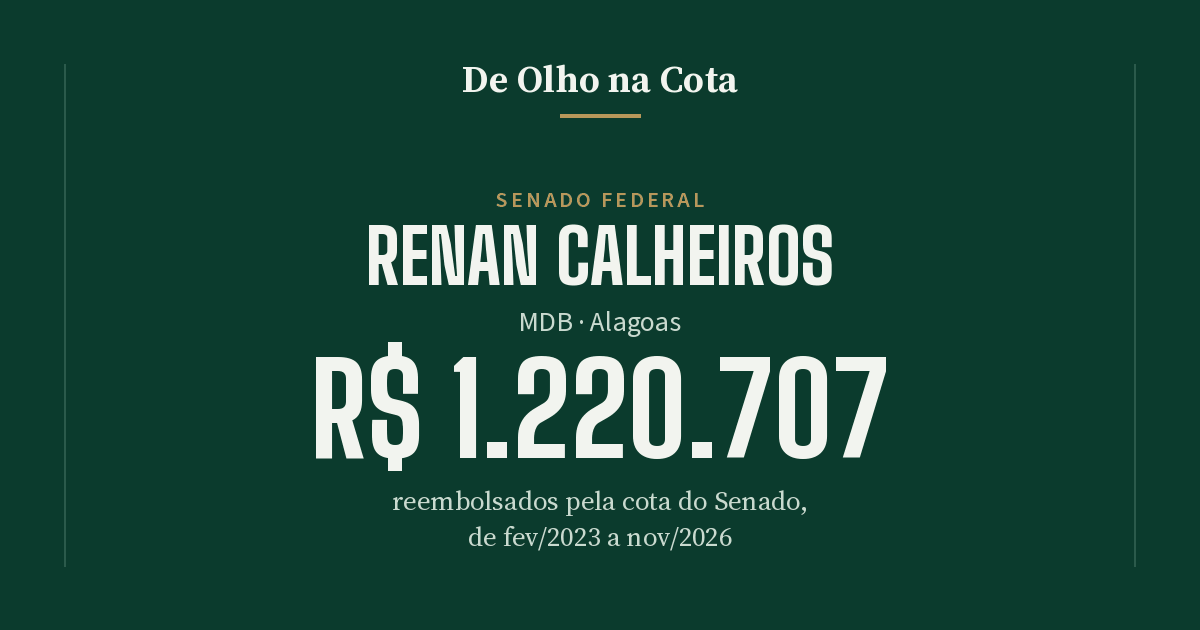 De Olho na Cota
SENADO FEDERAL
RENAN CALHEIROS
MDB · Alagoas
R$ 1.220.707
reembolsados pela cota do Senado,
de fev/2023 a nov/2026